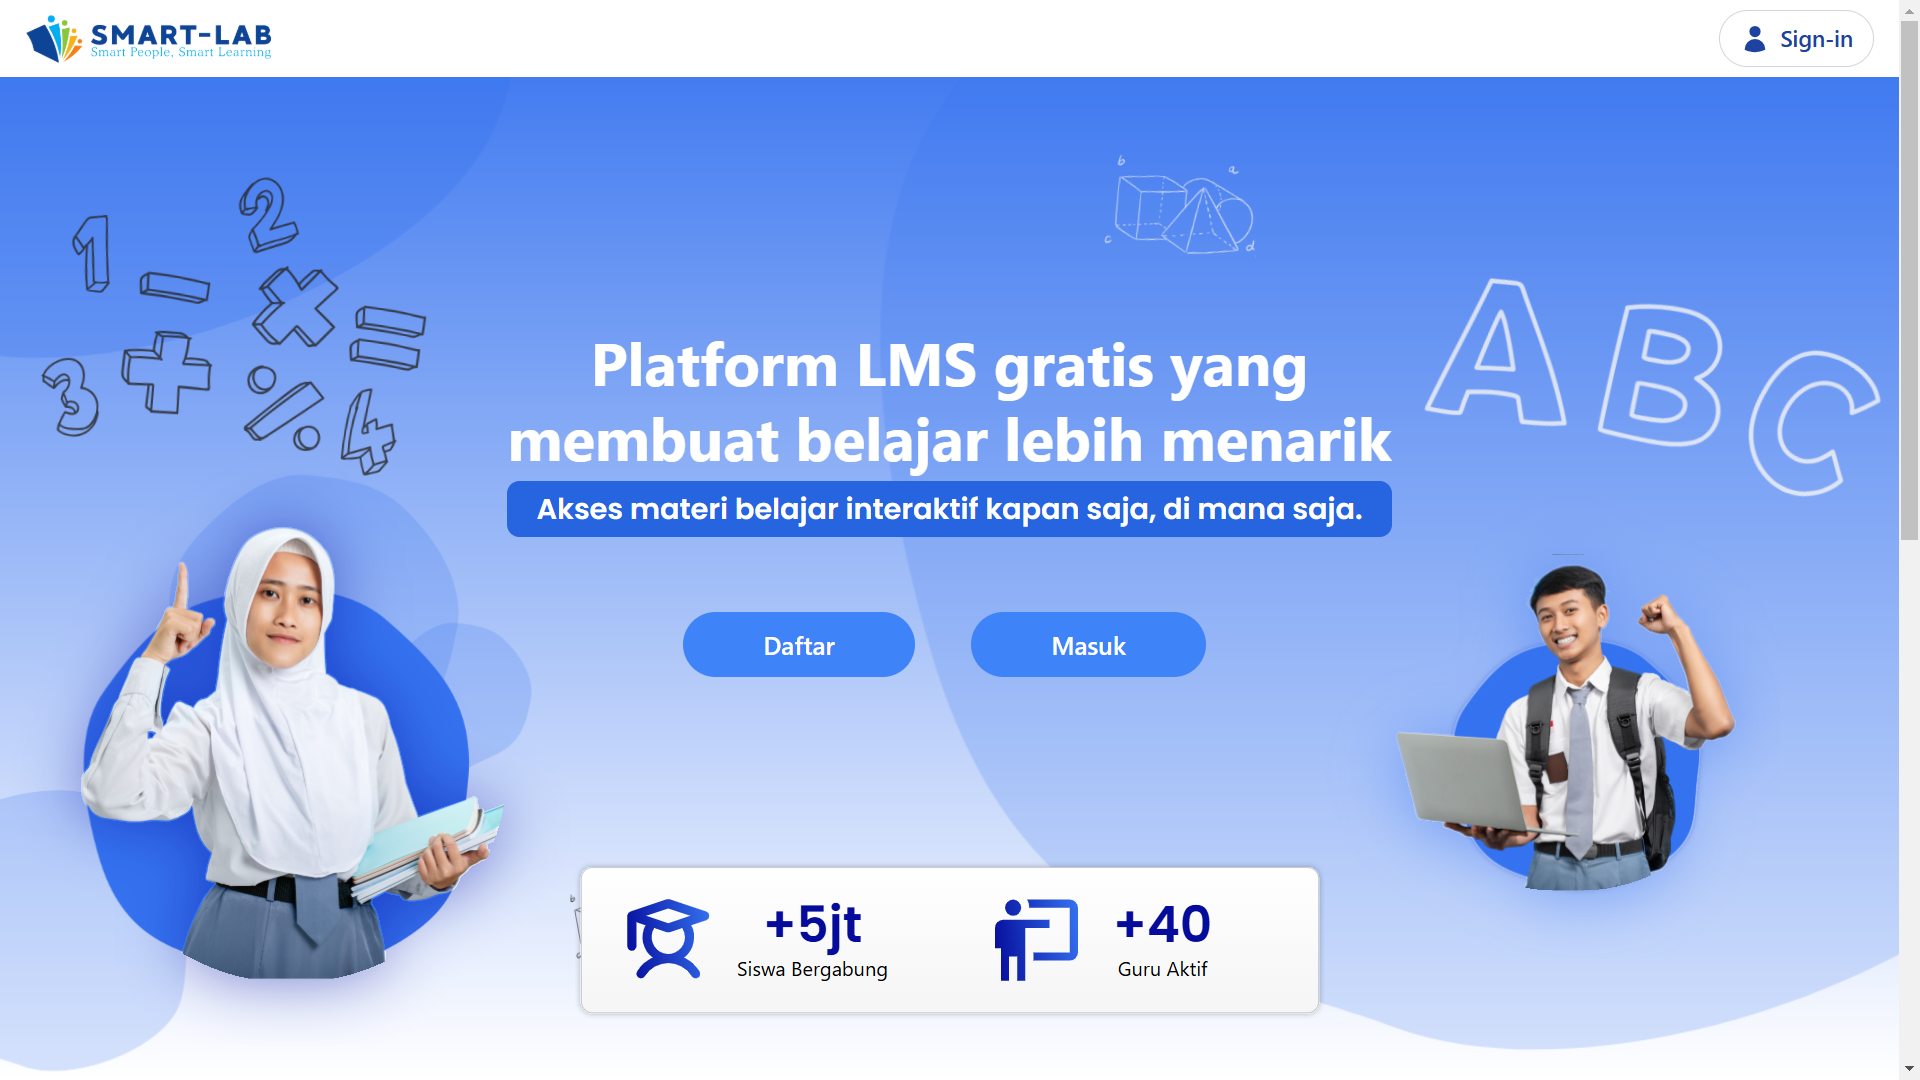 SMART-LAB
Smart People, Smart Learning
Sign-in
1 2
3 4
b a
c d
A B C
Platform LMS gratis yang
membuat belajar lebih menarik
Akses materi belajar interaktif kapan saja, di mana saja.
Daftar
Masuk
b
c
+5jt
Siswa Bergabung
+40
Guru Aktif